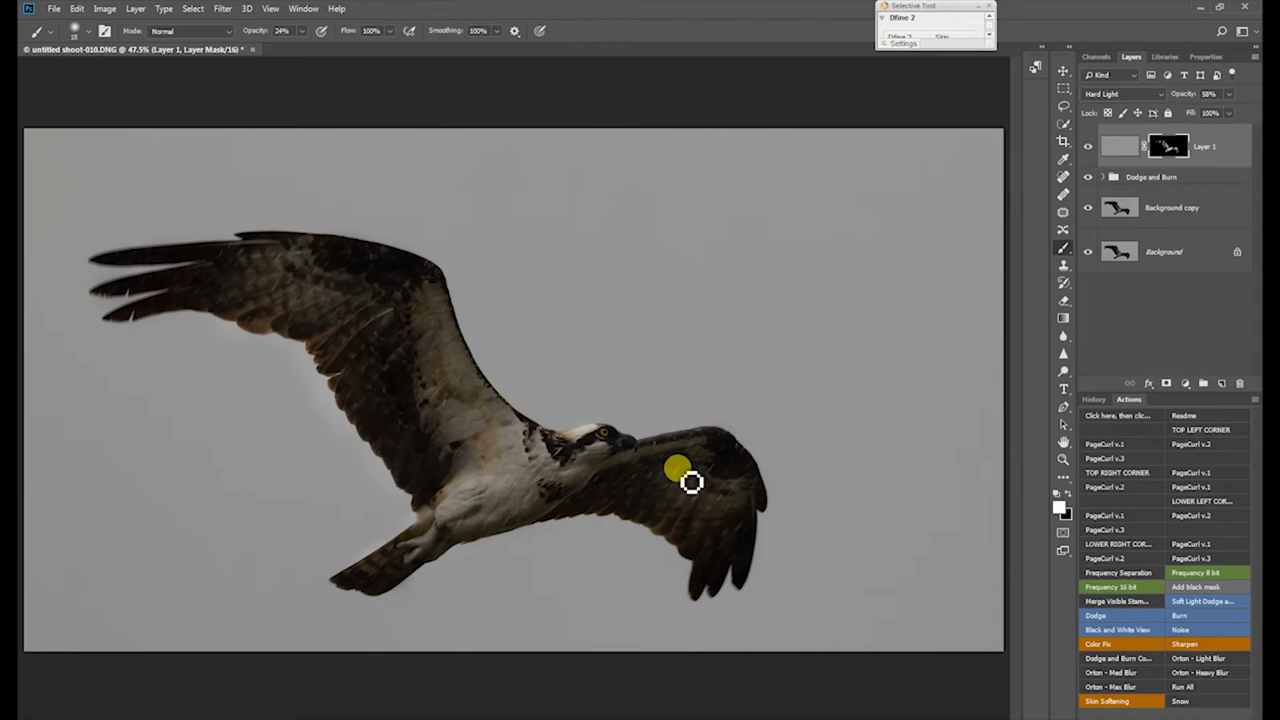 Ps File Edit Image Layer Type Select Filter 3D View Window Help
Selective Tool
Dfine 2
Settings
10 Mode: Normal Opacity: 24% Flow: 100% Smoothing: 100%
© untitled shoot-010.DNG @ 47.5% (Layer 1, Layer Mask/16) *
Channels Layers Libraries Properties
Kind
Hard Light Opacity: 58%
Lock: Fill: 100%
Layer 1
Dodge and Burn
Background copy
Background
fx
History Actions
Click here, then clic... Readme
TOP LEFT CORNER
PageCurl v.1 PageCurl v.2
PageCurl v.3
TOP RIGHT CORNER PageCurl v.1
PageCurl v.2 PageCurl v.3
LOWER LEFT COR...
PageCurl v.1 PageCurl v.2
PageCurl v.3
LOWER RIGHT COR... PageCurl v.1
PageCurl v.2 PageCurl v.3
Frequency Separation Frequency 8 bit
Frequency 16 bit Add black mask
Merge Visible Stam... Soft Light Dodge a...
Dodge Burn
Black and White View Noise
Color Fix Sharpen
Dodge and Burn Co... Orton - Light Blur
Orton - Med Blur Orton - Heavy Blur
Orton - Max Blur Run All
Skin Softening Snow